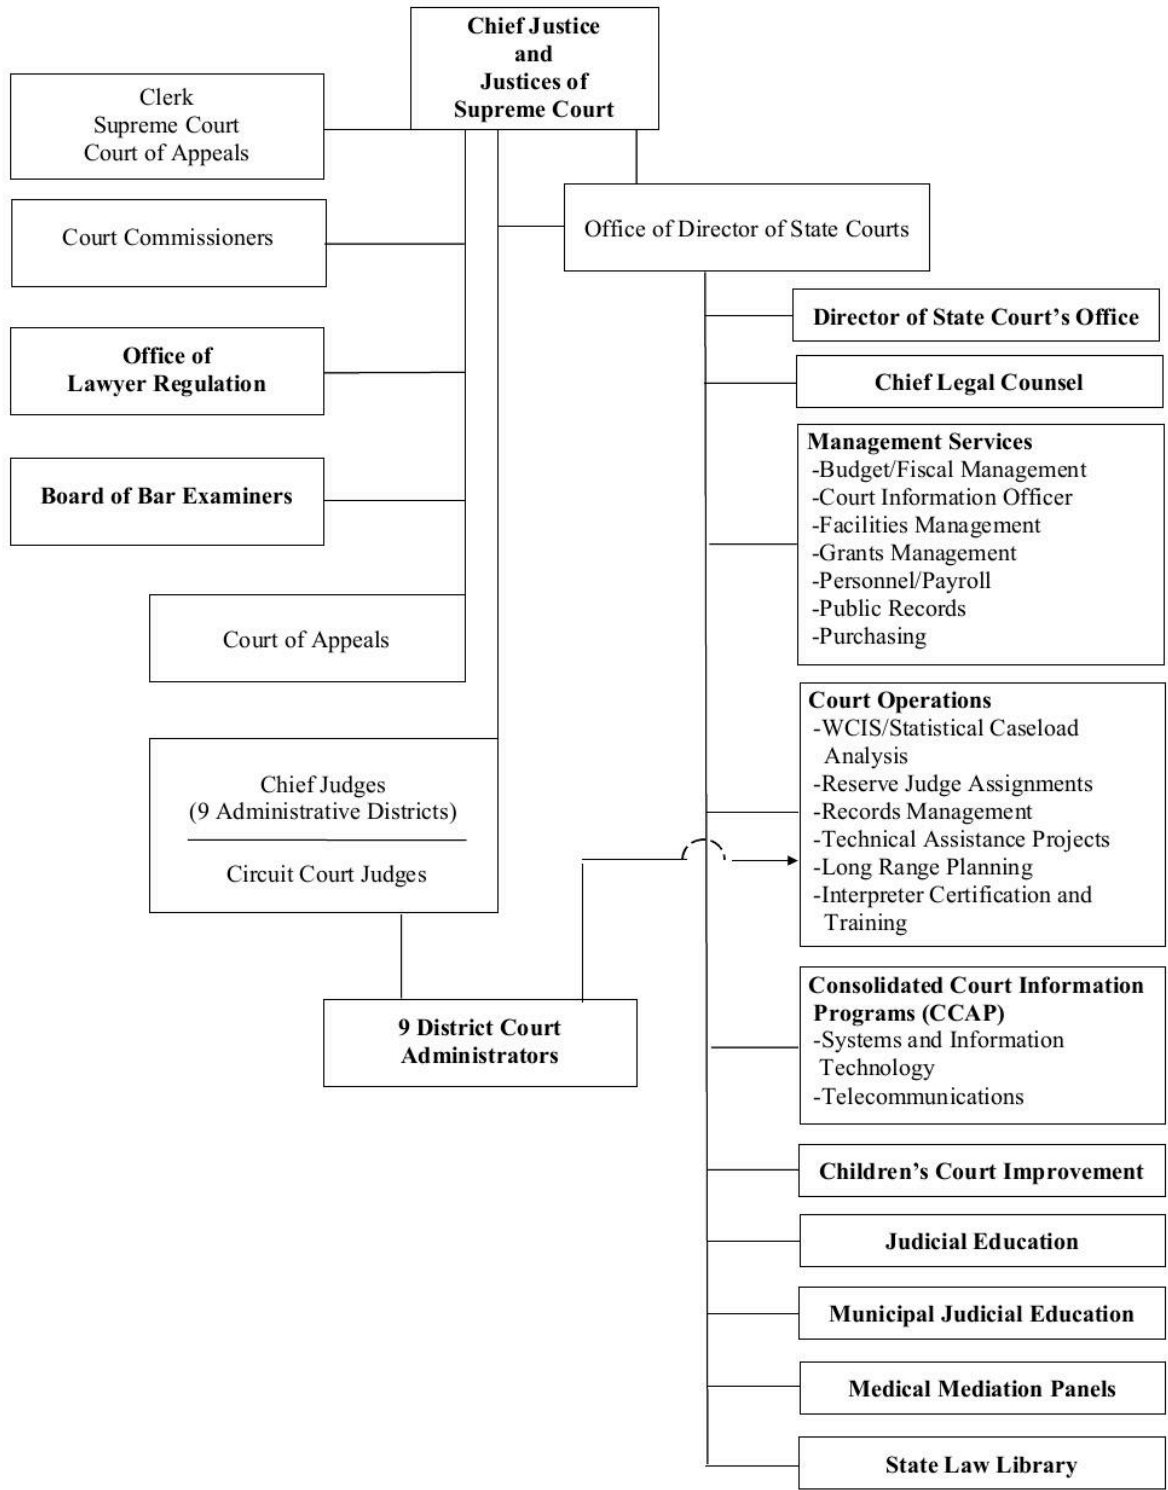 Chief Justice
and
Justices of
Supreme Court
Clerk
Supreme Court
Court of Appeals
Court Commissioners
Office of Director of State Courts
Office of
Lawyer Regulation
Board of Bar Examiners
Court of Appeals
Chief Judges
(9 Administrative Districts)
Circuit Court Judges
9 District Court
Administrators
Director of State Court’s Office
Chief Legal Counsel
Management Services
-Budget/Fiscal Management
-Court Information Officer
-Facilities Management
-Grants Management
-Personnel/Payroll
-Public Records
-Purchasing
Court Operations
-WCIS/Statistical Caseload
Analysis
-Reserve Judge Assignments
-Records Management
-Technical Assistance Projects
-Long Range Planning
-Interpreter Certification and
Training
Consolidated Court Information
Programs (CCAP)
-Systems and Information
Technology
-Telecommunications
Children’s Court Improvement
Judicial Education
Municipal Judicial Education
Medical Mediation Panels
State Law Library